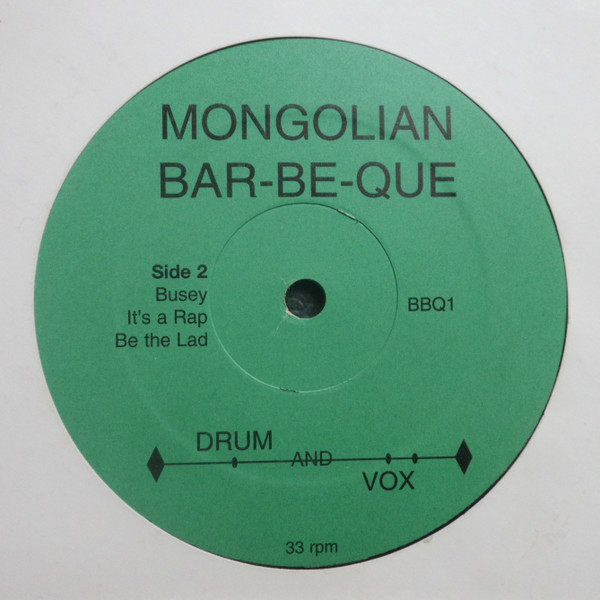 MONGOLIAN
BAR-BE-QUE
Side 2
Busey
It's a Rap
Be the Lad
BBQ1
DRUM
AND
VOX
33 rpm